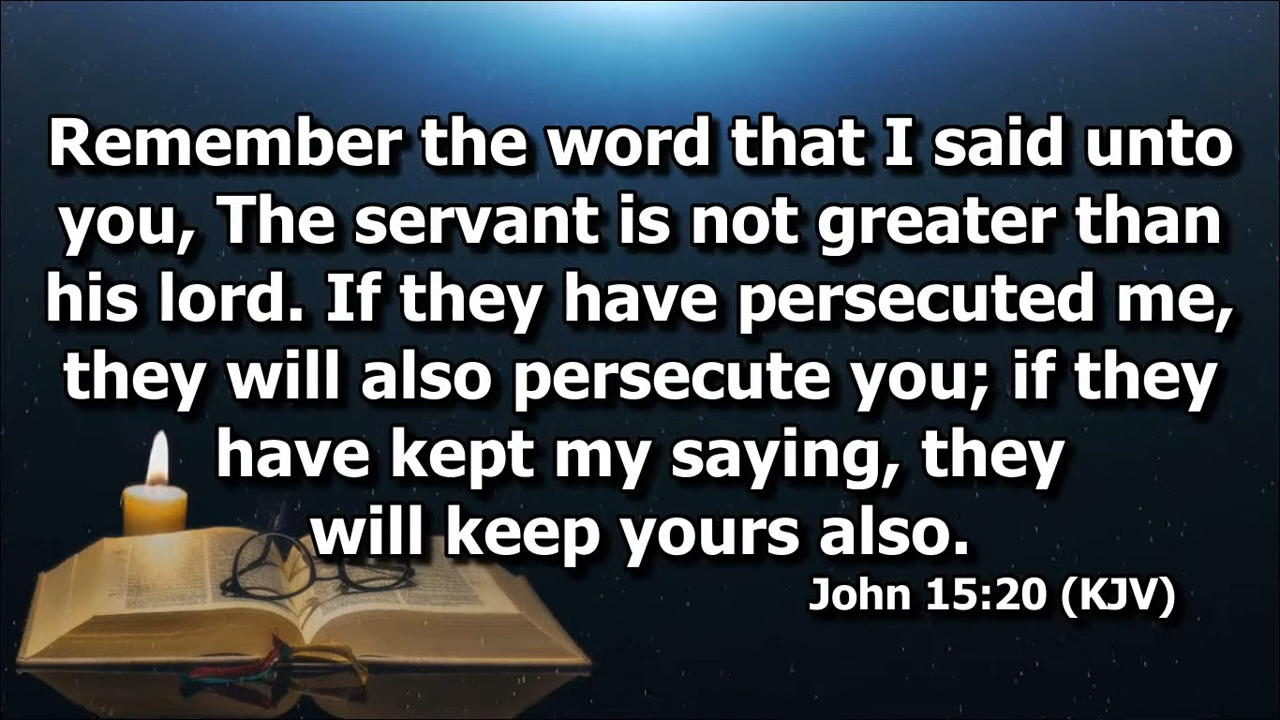 Remember the word that I said unto
you, The servant is not greater than
his lord. If they have persecuted me,
they will also persecute you; if they
have kept my saying, they
will keep yours also.
John 15:20 (KJV)